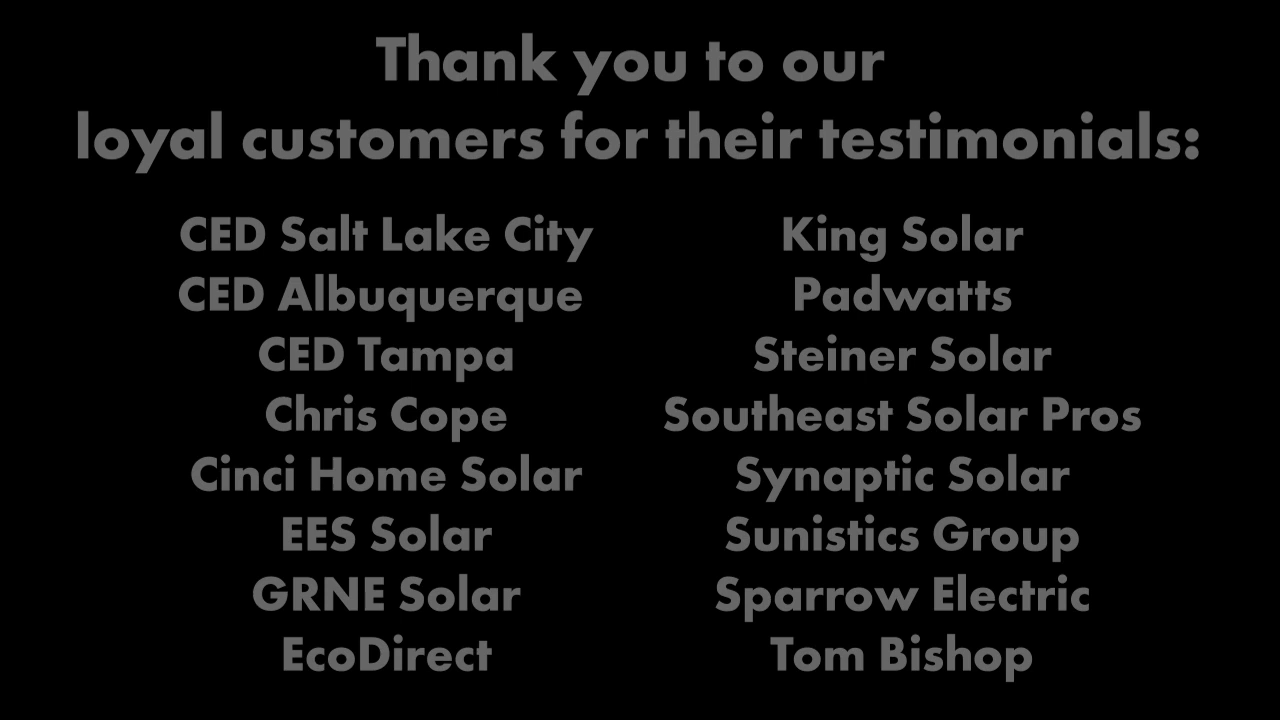 Thank you to our
loyal customers for their testimonials:
CED Salt Lake City
CED Albuquerque
CED Tampa
Chris Cope
Cinci Home Solar
EES Solar
GRNE Solar
EcoDirect
King Solar
Padwatts
Steiner Solar
Southeast Solar Pros
Synaptic Solar
Sunistics Group
Sparrow Electric
Tom Bishop